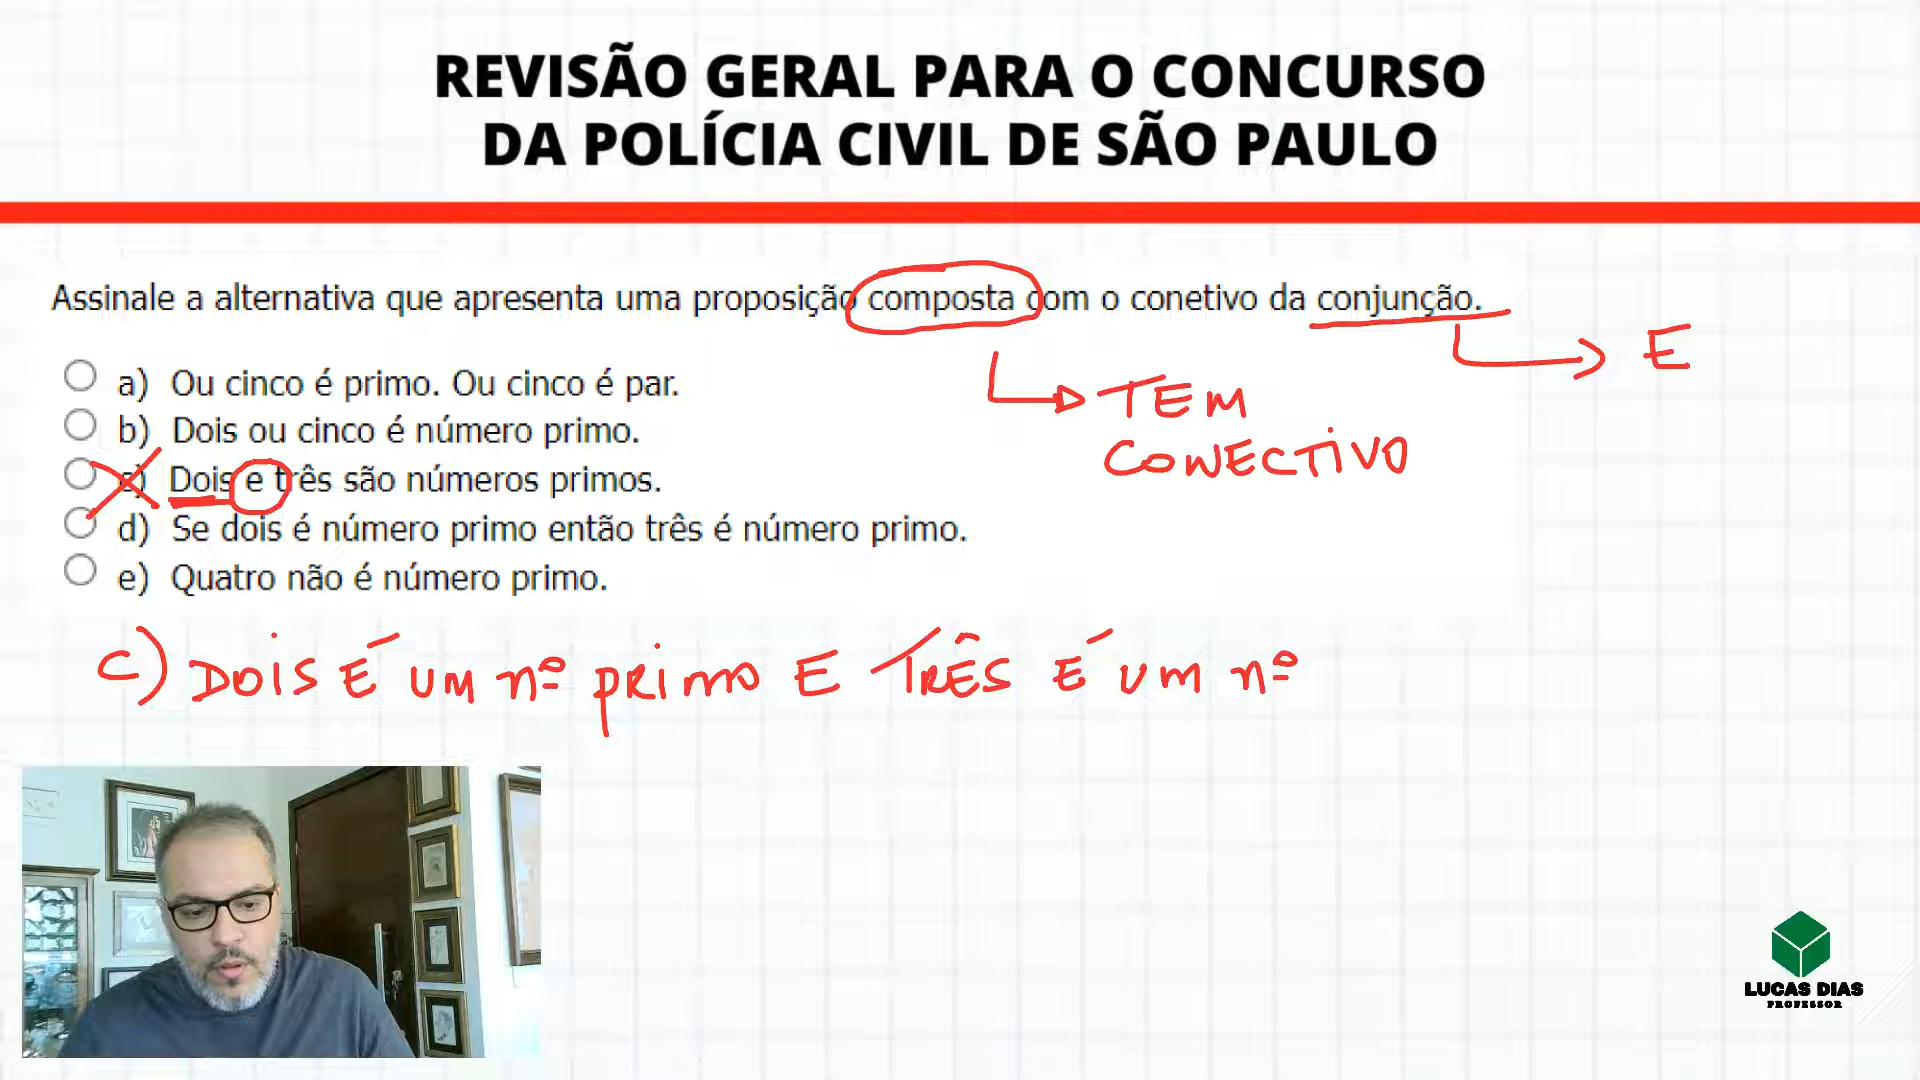 REVISÃO GERAL PARA O CONCURSO
DA POLÍCIA CIVIL DE SÃO PAULO
Assinale a alternativa que apresenta uma proposição composta com o conetivo da conjunção.
E
a) Ou cinco é primo. Ou cinco é par.
TEM
CONECTIVO
b) Dois ou cinco é número primo.
c) Dois e três são números primos.
d) Se dois é número primo então três é número primo.
e) Quatro não é número primo.
C) DOIS É UM nº PRIMO E TRÊS É UM nº
LUCAS DIAS
PROFESSOR